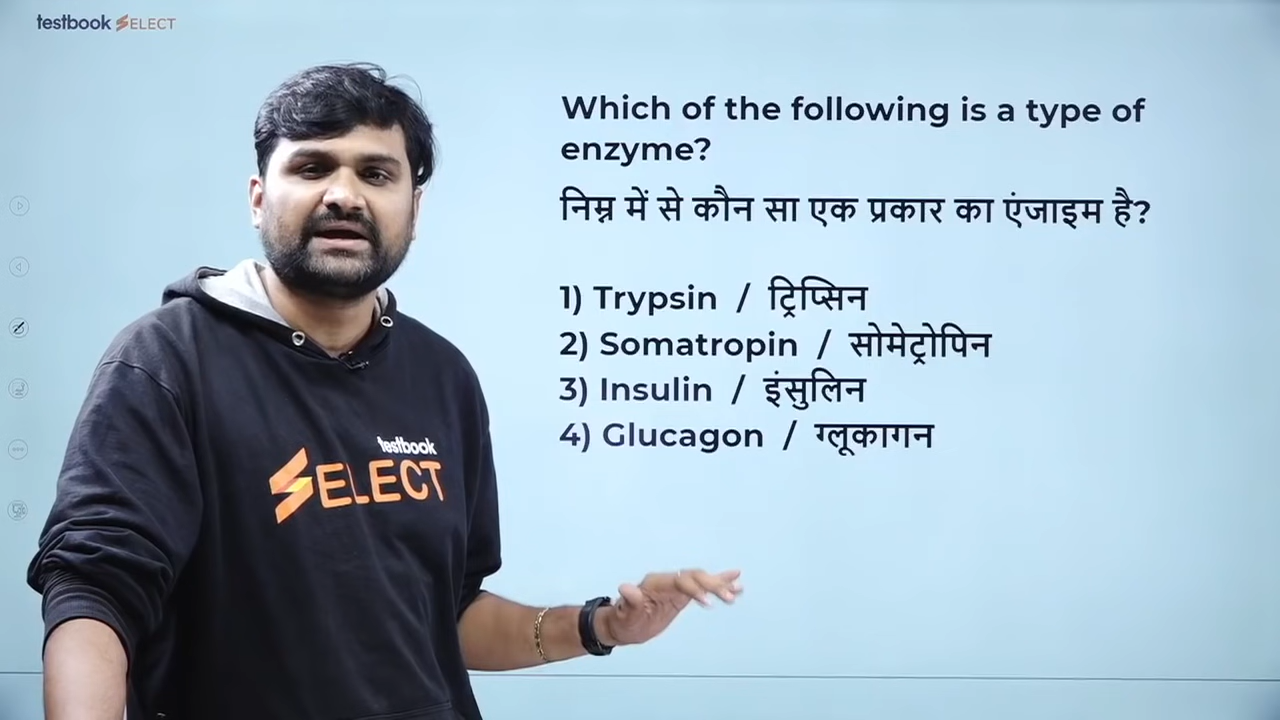 testbook SELECT
Which of the following is a type of
enzyme?
निम्न में से कौन सा एक प्रकार का एंजाइम है?
1) Trypsin / ट्रिप्सिन
2) Somatropin / सोमेट्रोपिन
3) Insulin / इंसुलिन
4) Glucagon / ग्लूकागन
testbook
SELECT